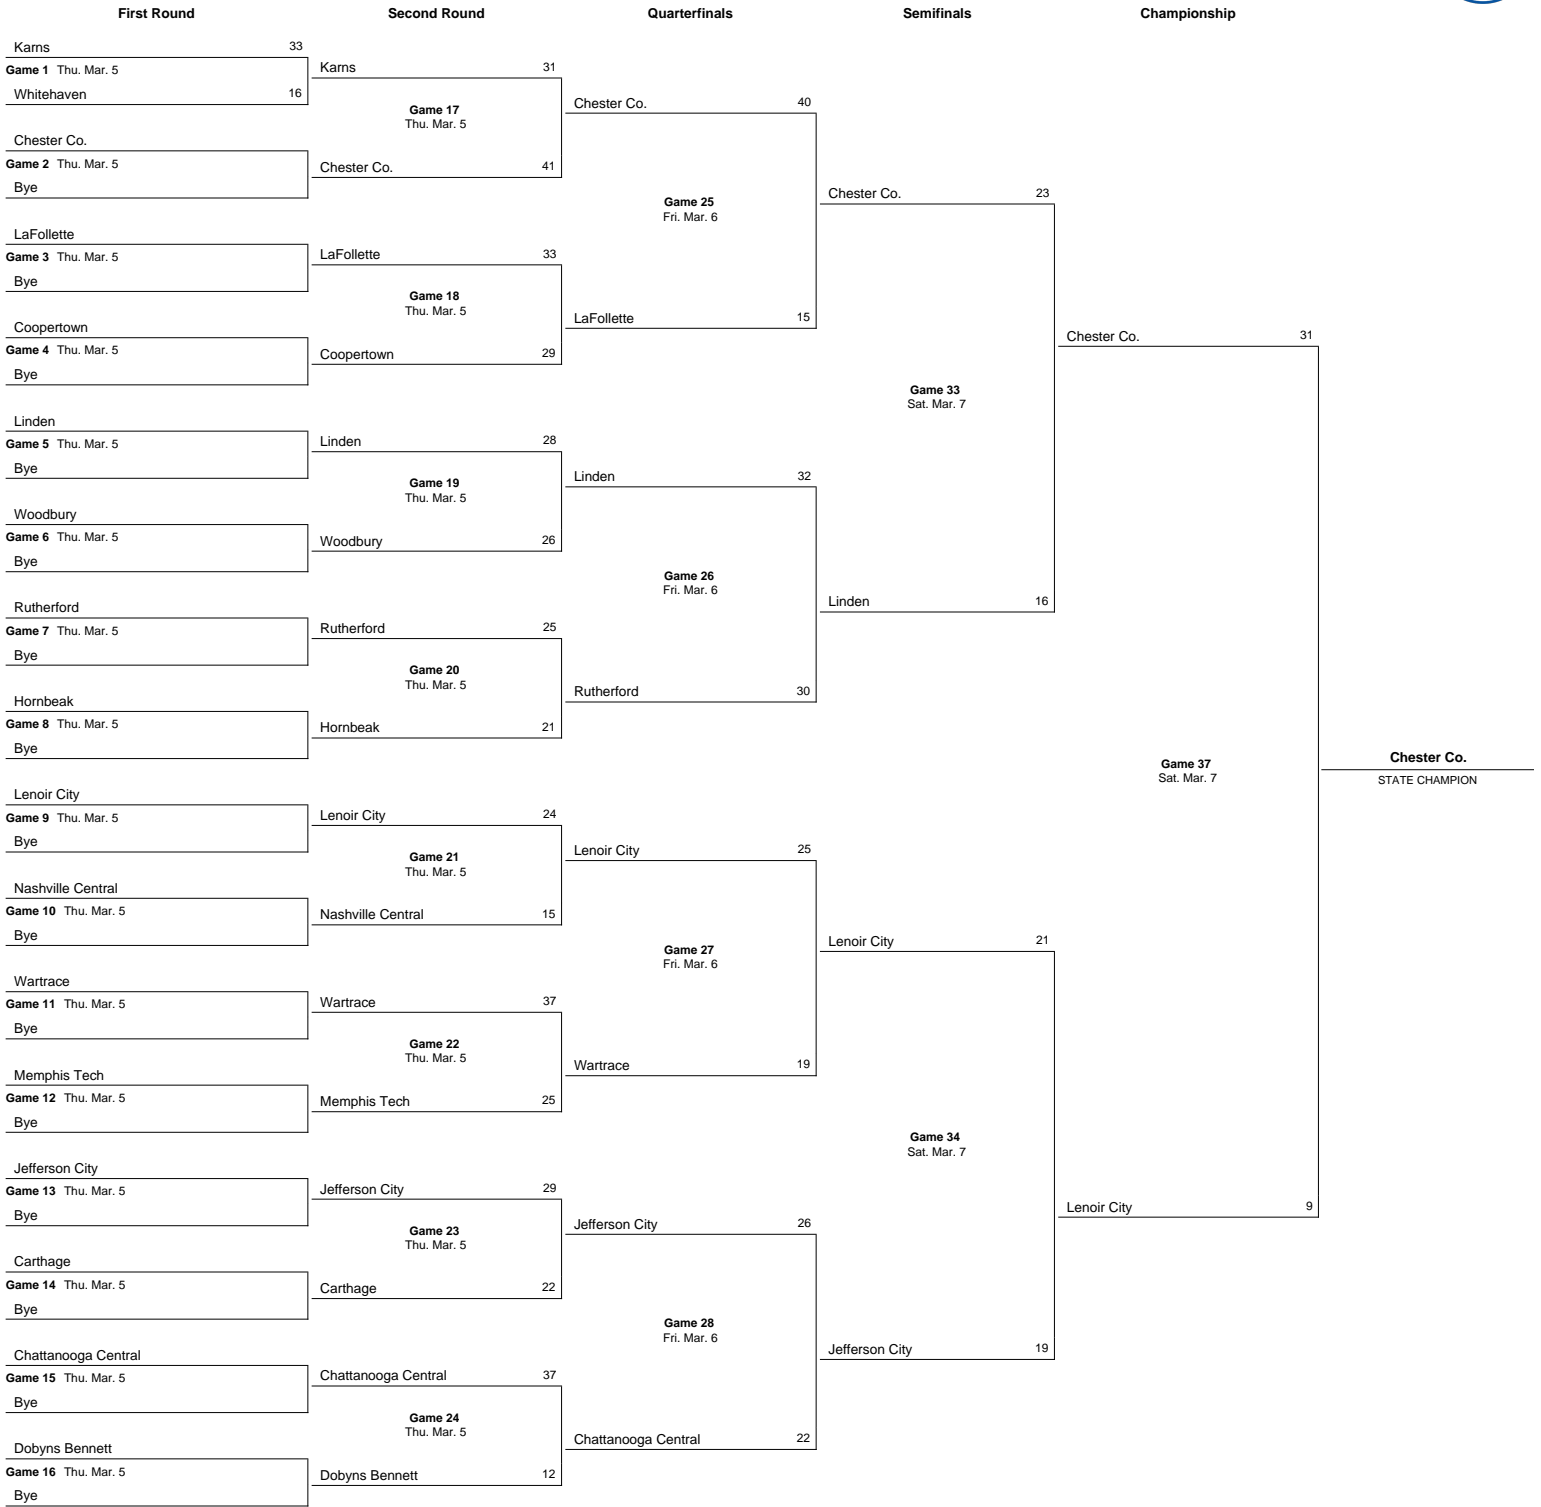 First Round
Second Round
Quarterfinals
Semifinals
Championship
Karns 33
Game 1 Thu. Mar. 5
Whitehaven 16
Chester Co.
Game 2 Thu. Mar. 5
Bye
LaFollette
Game 3 Thu. Mar. 5
Bye
Coopertown
Game 4 Thu. Mar. 5
Bye
Linden
Game 5 Thu. Mar. 5
Bye
Woodbury
Game 6 Thu. Mar. 5
Bye
Rutherford
Game 7 Thu. Mar. 5
Bye
Hornbeak
Game 8 Thu. Mar. 5
Bye
Lenoir City
Game 9 Thu. Mar. 5
Bye
Nashville Central
Game 10 Thu. Mar. 5
Bye
Wartrace
Game 11 Thu. Mar. 5
Bye
Memphis Tech
Game 12 Thu. Mar. 5
Bye
Jefferson City
Game 13 Thu. Mar. 5
Bye
Carthage
Game 14 Thu. Mar. 5
Bye
Chattanooga Central
Game 15 Thu. Mar. 5
Bye
Dobyns Bennett
Game 16 Thu. Mar. 5
Bye
Karns 31
Game 17
Thu. Mar. 5
Chester Co. 41
LaFollette 33
Game 18
Thu. Mar. 5
Coopertown 29
Linden 28
Game 19
Thu. Mar. 5
Woodbury 26
Rutherford 25
Game 20
Thu. Mar. 5
Hornbeak 21
Lenoir City 24
Game 21
Thu. Mar. 5
Nashville Central 15
Wartrace 37
Game 22
Thu. Mar. 5
Memphis Tech 25
Jefferson City 29
Game 23
Thu. Mar. 5
Carthage 22
Chattanooga Central 37
Game 24
Thu. Mar. 5
Dobyns Bennett 12
Chester Co. 40
Game 25
Fri. Mar. 6
LaFollette 15
Linden 32
Game 26
Fri. Mar. 6
Rutherford 30
Lenoir City 25
Game 27
Fri. Mar. 6
Wartrace 19
Jefferson City 26
Game 28
Fri. Mar. 6
Chattanooga Central 22
Chester Co. 23
Game 33
Sat. Mar. 7
Linden 16
Lenoir City 21
Game 34
Sat. Mar. 7
Jefferson City 19
Chester Co. 31
Game 37
Sat. Mar. 7
Lenoir City 9
Chester Co.
STATE CHAMPION